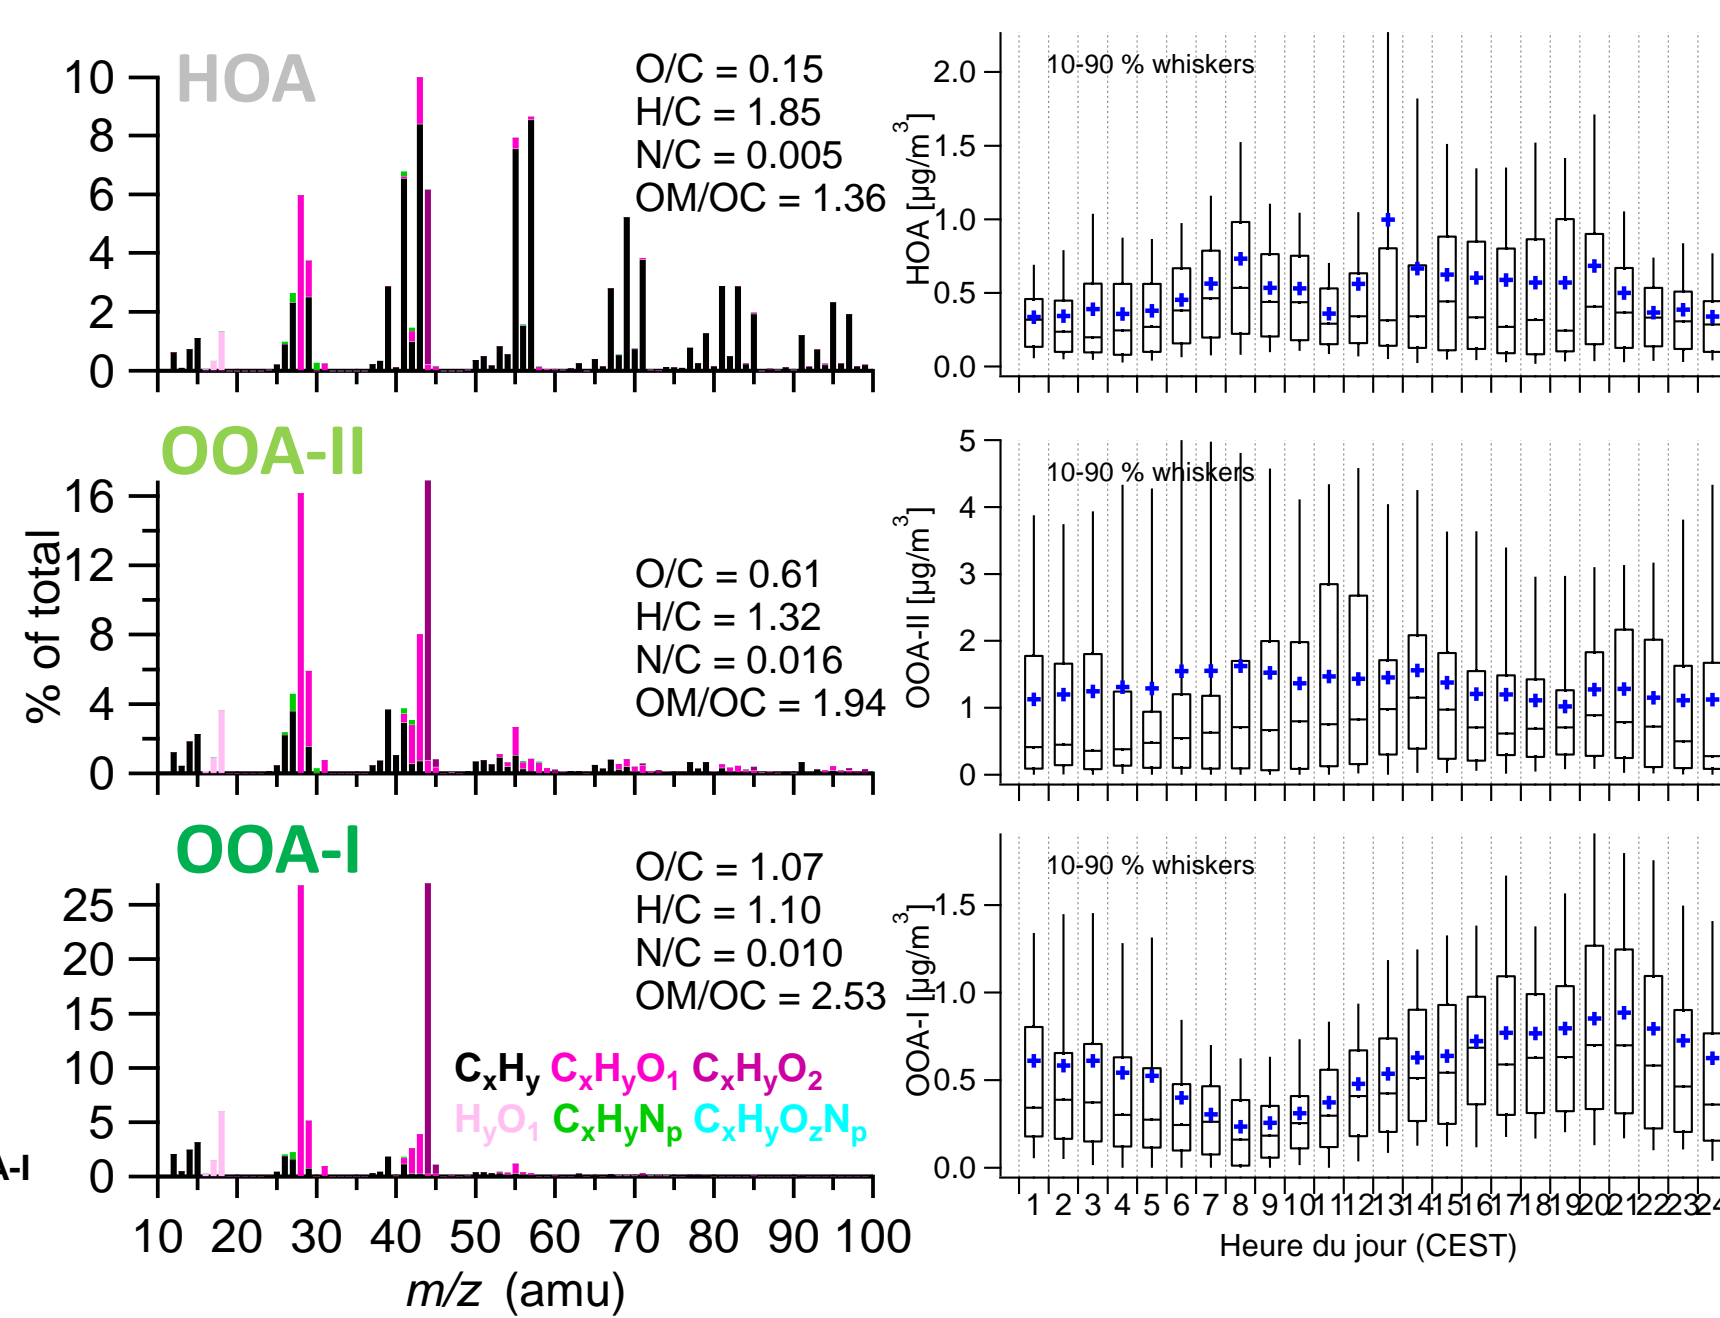 HOA
O/C = 0.15
H/C = 1.85
N/C = 0.005
OM/OC = 1.36
10
8
6
4
2
0
10-90 % whiskers
HOA [µg/m³]
2.0
1.5
1.0
0.5
0.0
OOA-II
O/C = 0.61
H/C = 1.32
N/C = 0.016
OM/OC = 1.94
% of total
16
12
8
4
0
10-90 % whiskers
OOA-II [µg/m³]
5
4
3
2
1
0
OOA-I
O/C = 1.07
H/C = 1.10
N/C = 0.010
OM/OC = 2.53
25
20
15
10
5
0
CxHy CxHyO1 CxHyO2
HyO1 CxHyNp CxHyOzNp
A-I
10 20 30 40 50 60 70 80 90 100
m/z (amu)
10-90 % whiskers
OOA-I [µg/m³]
1.5
1.0
0.5
0.0
1 2 3 4 5 6 7 8 9 10 11 12 13 14 15 16 17 18 19 20 21 22 23 24
Heure du jour (CEST)